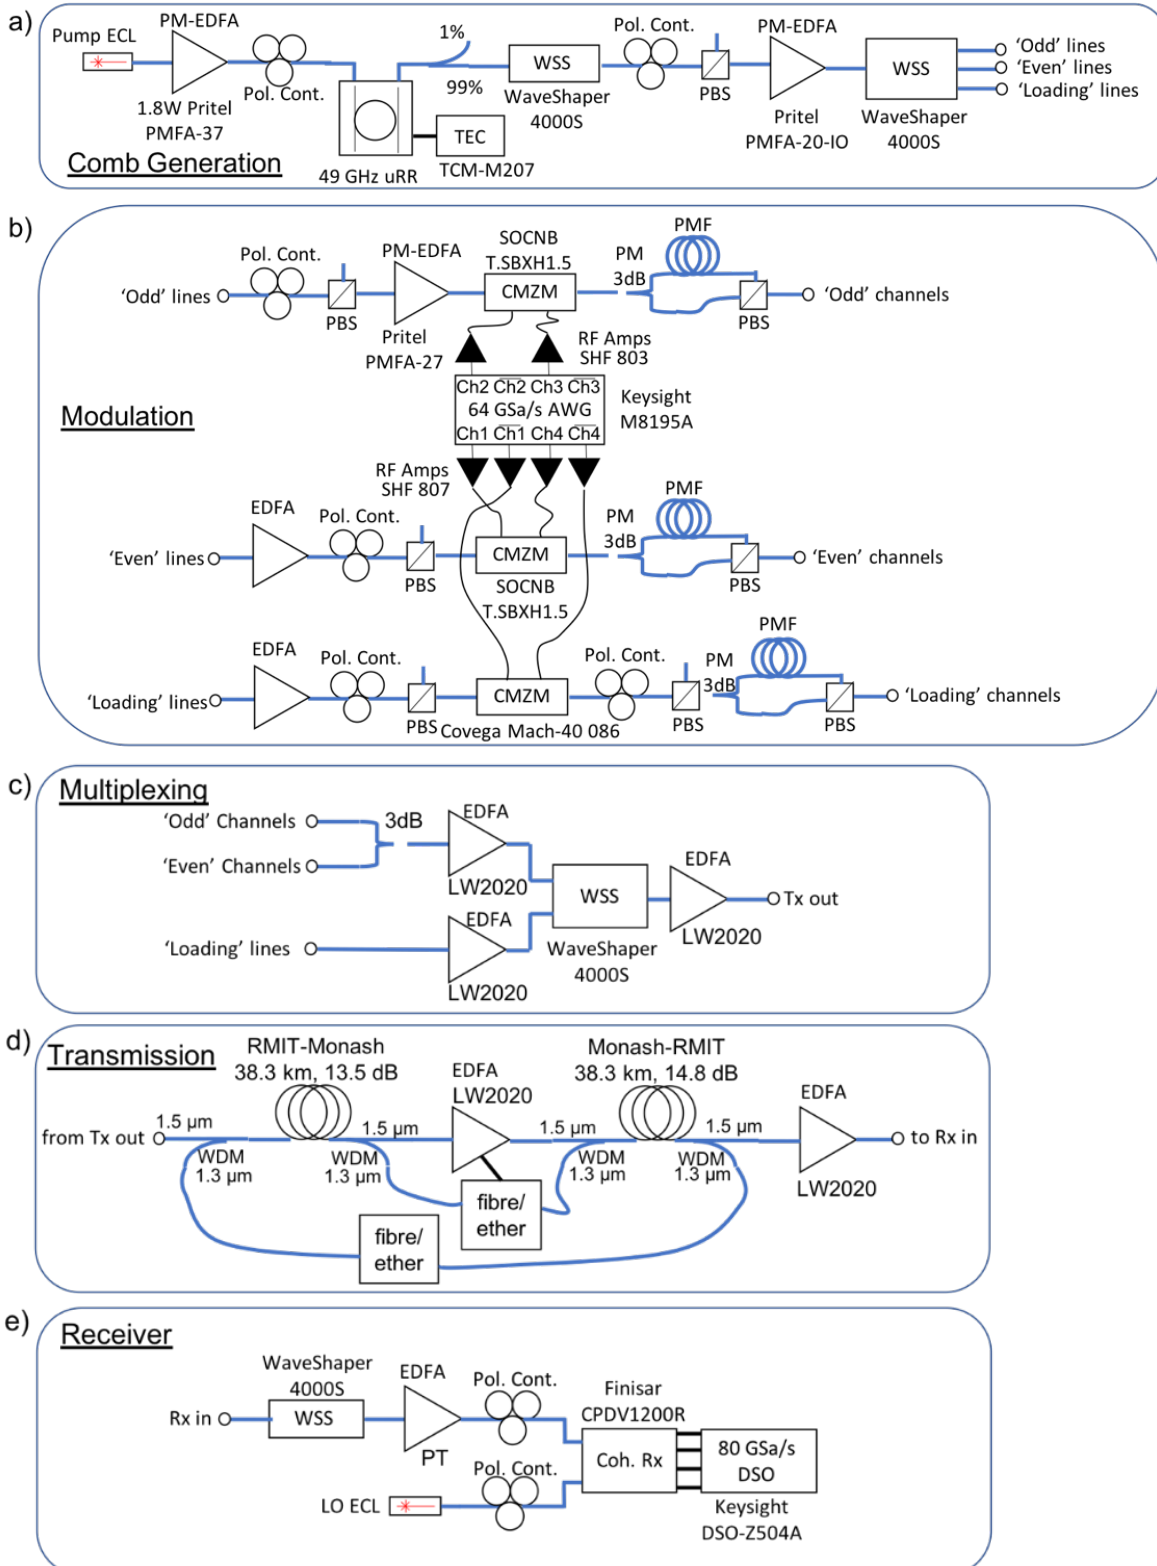 a)
Pump ECL
PM-EDFA
1.8W Pritel
PMFA-37
Pol. Cont.
49 GHz uRR
TEC
TCM-M207
1%
99%
WSS
WaveShaper
4000S
Pol. Cont.
PBS
PM-EDFA
Pritel
PMFA-20-IO
WSS
WaveShaper
4000S
'Odd' lines
'Even' lines
'Loading' lines
Comb Generation
b)
Modulation
'Odd' lines
Pol. Cont.
PBS
PM-EDFA
Pritel
PMFA-27
SOCNB
T.SBXH1.5
CMZM
PM
3dB
PMF
PBS
'Odd' channels
RF Amps
SHF 803
Ch2 Ch2 Ch3 Ch3
64 GSa/s AWG
Ch1 Ch1 Ch4 Ch4
Keysight
M8195A
RF Amps
SHF 807
'Even' lines
EDFA
Pol. Cont.
PBS
CMZM
SOCNB
T.SBXH1.5
PM
3dB
PMF
PBS
'Even' channels
'Loading' lines
EDFA
Pol. Cont.
PBS
CMZM
Covega Mach-40 086
Pol. Cont.
PBS
PM
3dB
PMF
PBS
'Loading' channels
c)
Multiplexing
'Odd' Channels
'Even' Channels
3dB
EDFA
LW2020
'Loading' lines
EDFA
LW2020
WSS
WaveShaper
4000S
EDFA
LW2020
Tx out
d)
Transmission
from Tx out
1.5 µm
WDM
1.3 µm
RMIT-Monash
38.3 km, 13.5 dB
1.5 µm
WDM
1.3 µm
EDFA
LW2020
fibre/
ether
fibre/
ether
1.5 µm
WDM
1.3 µm
Monash-RMIT
38.3 km, 14.8 dB
1.5 µm
WDM
1.3 µm
EDFA
LW2020
to Rx in
e)
Receiver
Rx in
WaveShaper
4000S
WSS
EDFA
PT
Pol. Cont.
LO ECL
Pol. Cont.
Finisar
CPDV1200R
Coh. Rx
80 GSa/s
DSO
Keysight
DSO-Z504A